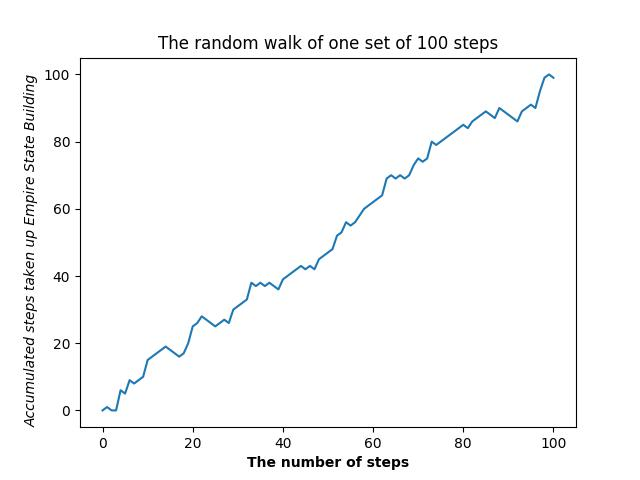 The random walk of one set of 100 steps
Accumulated steps taken up Empire State Building
100
80
60
40
20
0
0 20 40 60 80 100
The number of steps